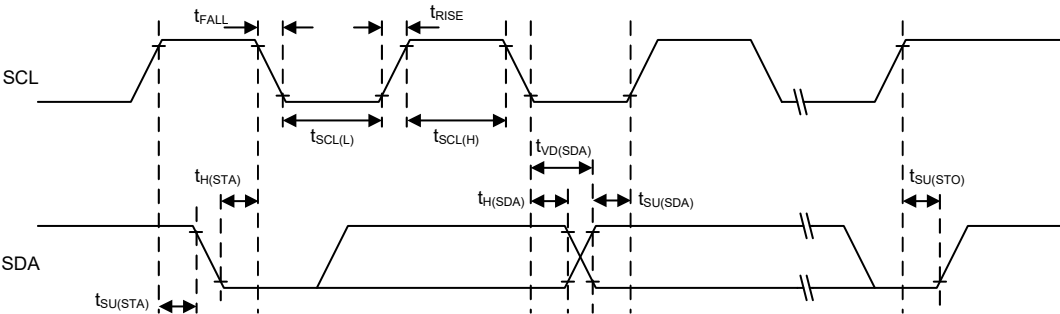 tFALL
tRISE
SCL
tSCL(L)
tSCL(H)
tVD(SDA)
tH(STA)
tH(SDA)
tSU(SDA)
tSU(STO)
SDA
tSU(STA)